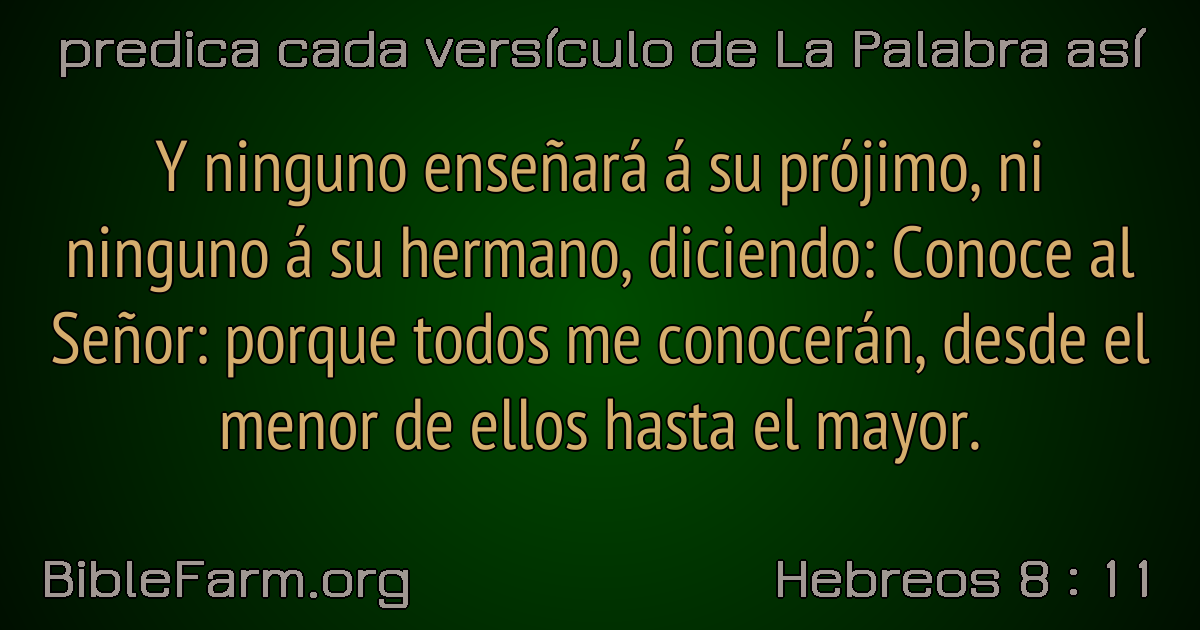 predica cada versículo de La Palabra así
Y ninguno enseñará á su prójimo, ni
ninguno á su hermano, diciendo: Conoce al
Señor: porque todos me conocerán, desde el
menor de ellos hasta el mayor.
BibleFarm.org
Hebreos 8 : 11